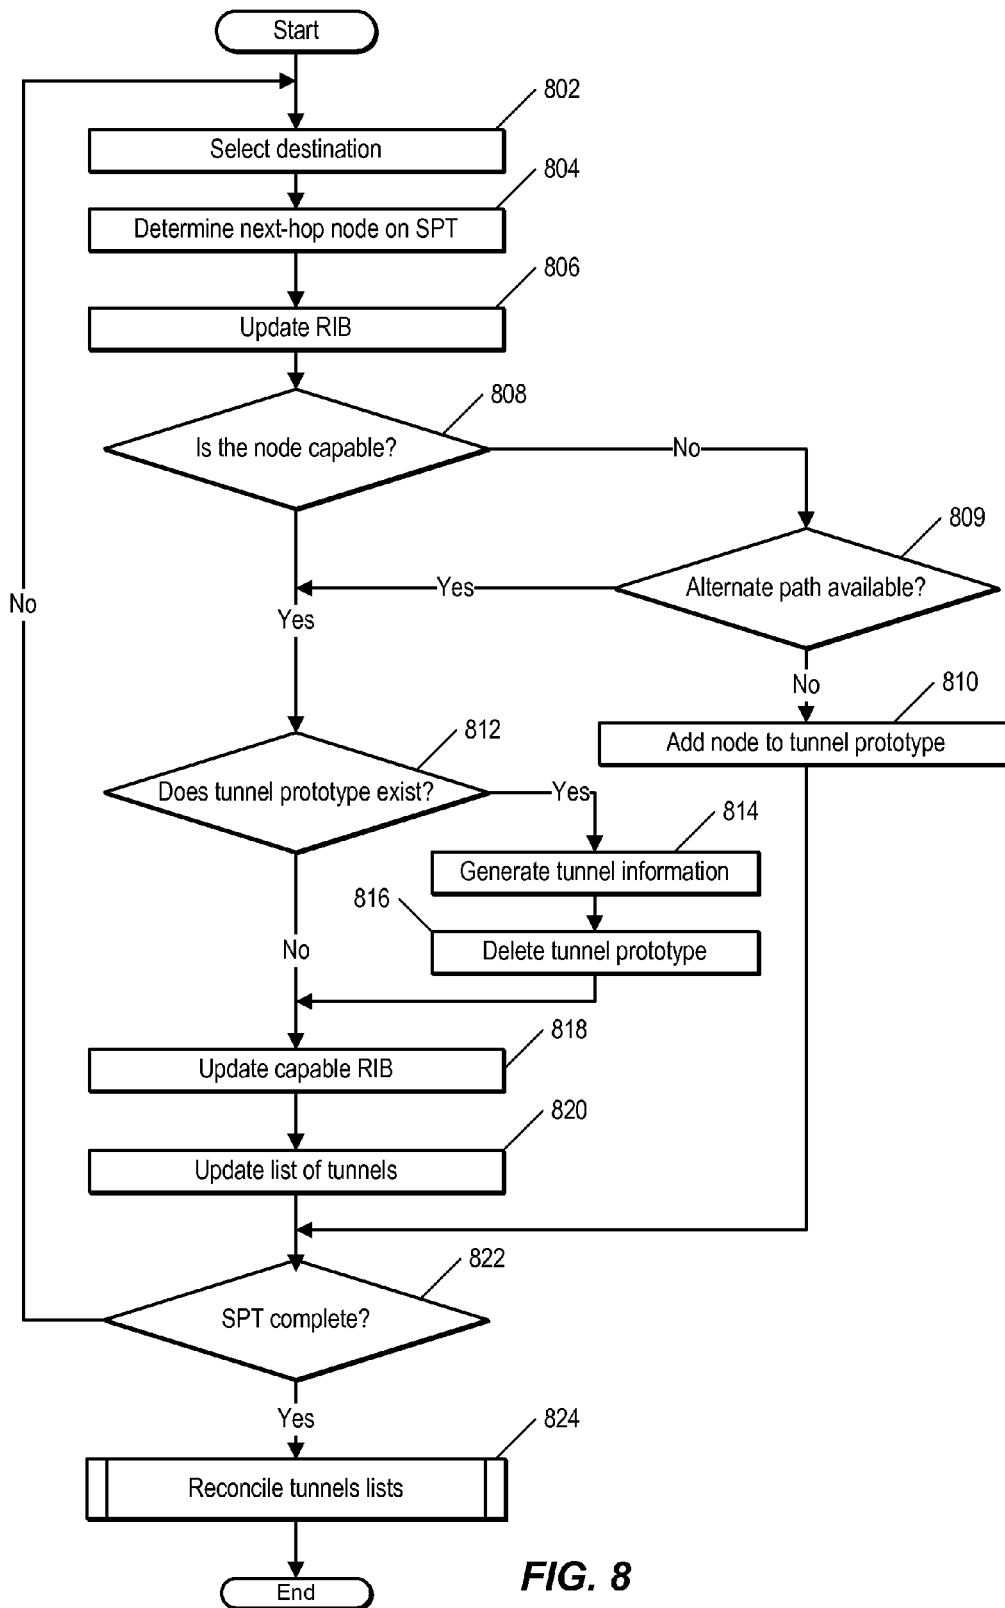 Start
802
Select destination
804
Determine next-hop node on SPT
806
Update RIB
808
Is the node capable?
No
809
Alternate path available?
Yes
No
Yes
No
810
Add node to tunnel prototype
812
Does tunnel prototype exist?
Yes
814
Generate tunnel information
816
Delete tunnel prototype
No
818
Update capable RIB
820
Update list of tunnels
822
SPT complete?
Yes
824
Reconcile tunnels lists
End
FIG. 8